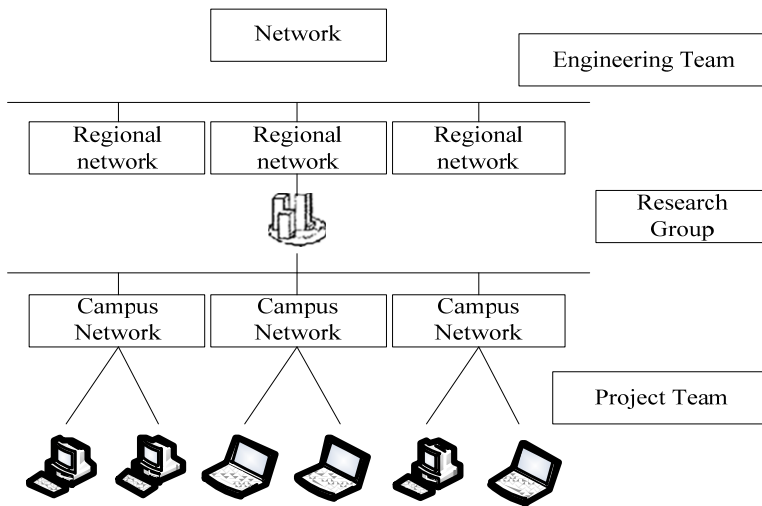 Network
Engineering Team
Regional
network
Regional
network
Regional
network
Research
Group
Campus
Network
Campus
Network
Campus
Network
Project Team